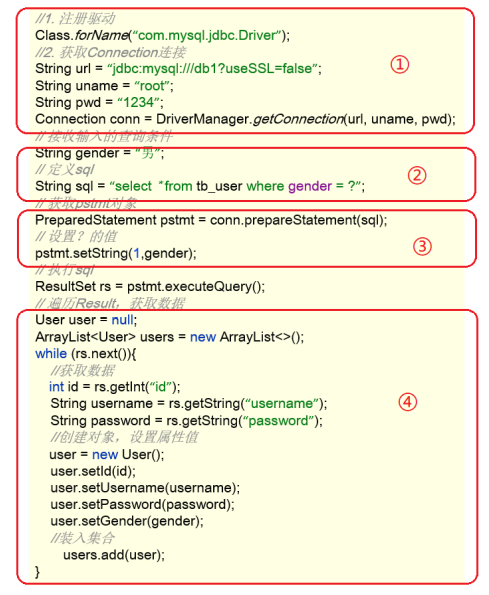 //1. 注册驱动
Class.forName(“com.mysql.jdbc.Driver”);
//2. 获取Connection连接
String url = “jdbc:mysql:///db1?useSSL=false”;
String uname = “root”;
String pwd = “1234”;
Connection conn = DriverManager.getConnection(url, uname, pwd);
①
// 接收输入的查询条件
String gender = “男”;
// 定义sql
String sql = “select *from tb_user where gender = ?”;
②
// 获取pstmt对象
PreparedStatement pstmt = conn.prepareStatement(sql);
// 设置？的值
pstmt.setString(1,gender);
③
// 执行sql
ResultSet rs = pstmt.executeQuery();
// 遍历Result，获取数据
User user = null;
ArrayList<User> users = new ArrayList<>();
while (rs.next()){
//获取数据
int id = rs.getInt(“id”);
String username = rs.getString(“username”);
String password = rs.getString(“password”);
④
//创建对象，设置属性值
user = new User();
user.setId(id);
user.setUsername(username);
user.setPassword(password);
user.setGender(gender);
//装入集合
users.add(user);
}